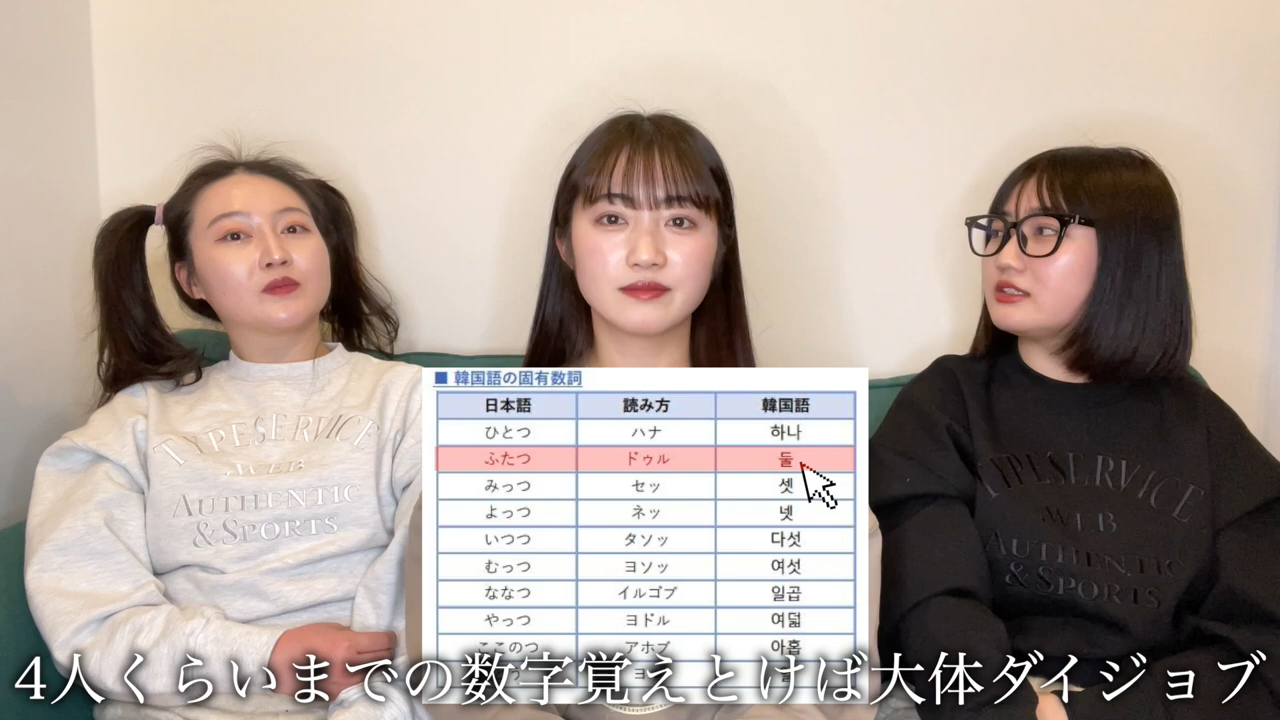 TYPESERVICE
WEB
AUTHENTIC
& SPORTS
■ 韓国語の固有数詞
日本語 読み方 韓国語
ひとつ ハナ 하나
ふたつ ドゥル 둘
みっつ セッ 셋
よっつ ネッ 넷
いつつ タソッ 다섯
むっつ ヨソッ 여섯
ななつ イルゴプ 일곱
やっつ ヨドル 여덟
ここのつ アホブ 아홉
TYPESERVICE
WEB
AUTHENTIC
& SPORTS
4人くらいまでの数字覚えとけば大体ダイジョブ